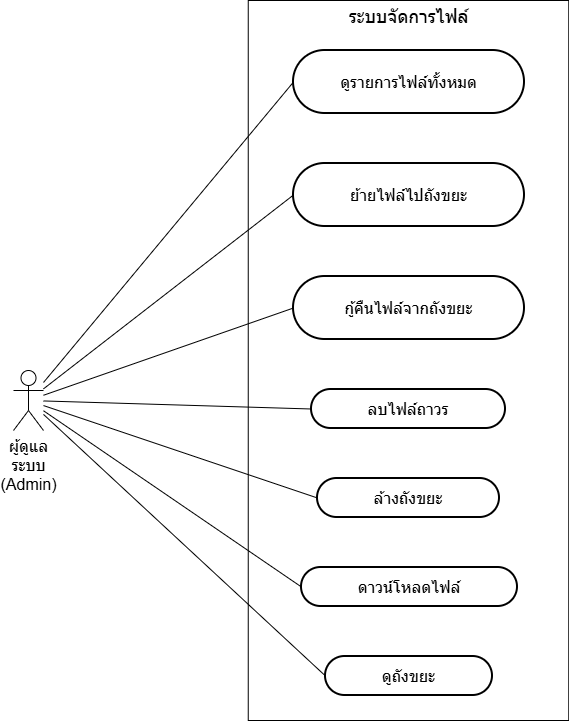 ระบบจัดการไฟล์
ดูรายการไฟล์ทั้งหมด
ย้ายไฟล์ไปถังขยะ
กู้คืนไฟล์จากถังขยะ
ลบไฟล์ถาวร
ล้างถังขยะ
ดาวน์โหลดไฟล์
ดูถังขยะ
ผู้ดูแล
ระบบ
(Admin)